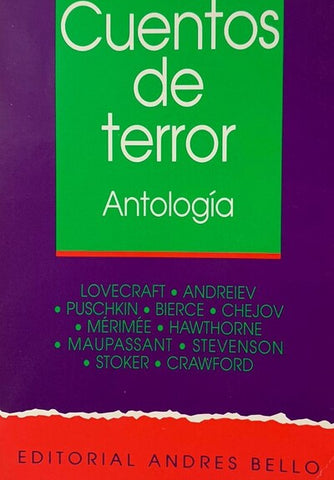 Cuentos
de
terror
Antología
LOVECRAFT • ANDREIEV
• PUSCHKIN • BIERCE • CHEJOV
• MÉRIMÉE • HAWTHORNE
• MAUPASSANT • STEVENSON
• STOKER • CRAWFORD
EDITORIAL ANDRES BELLO